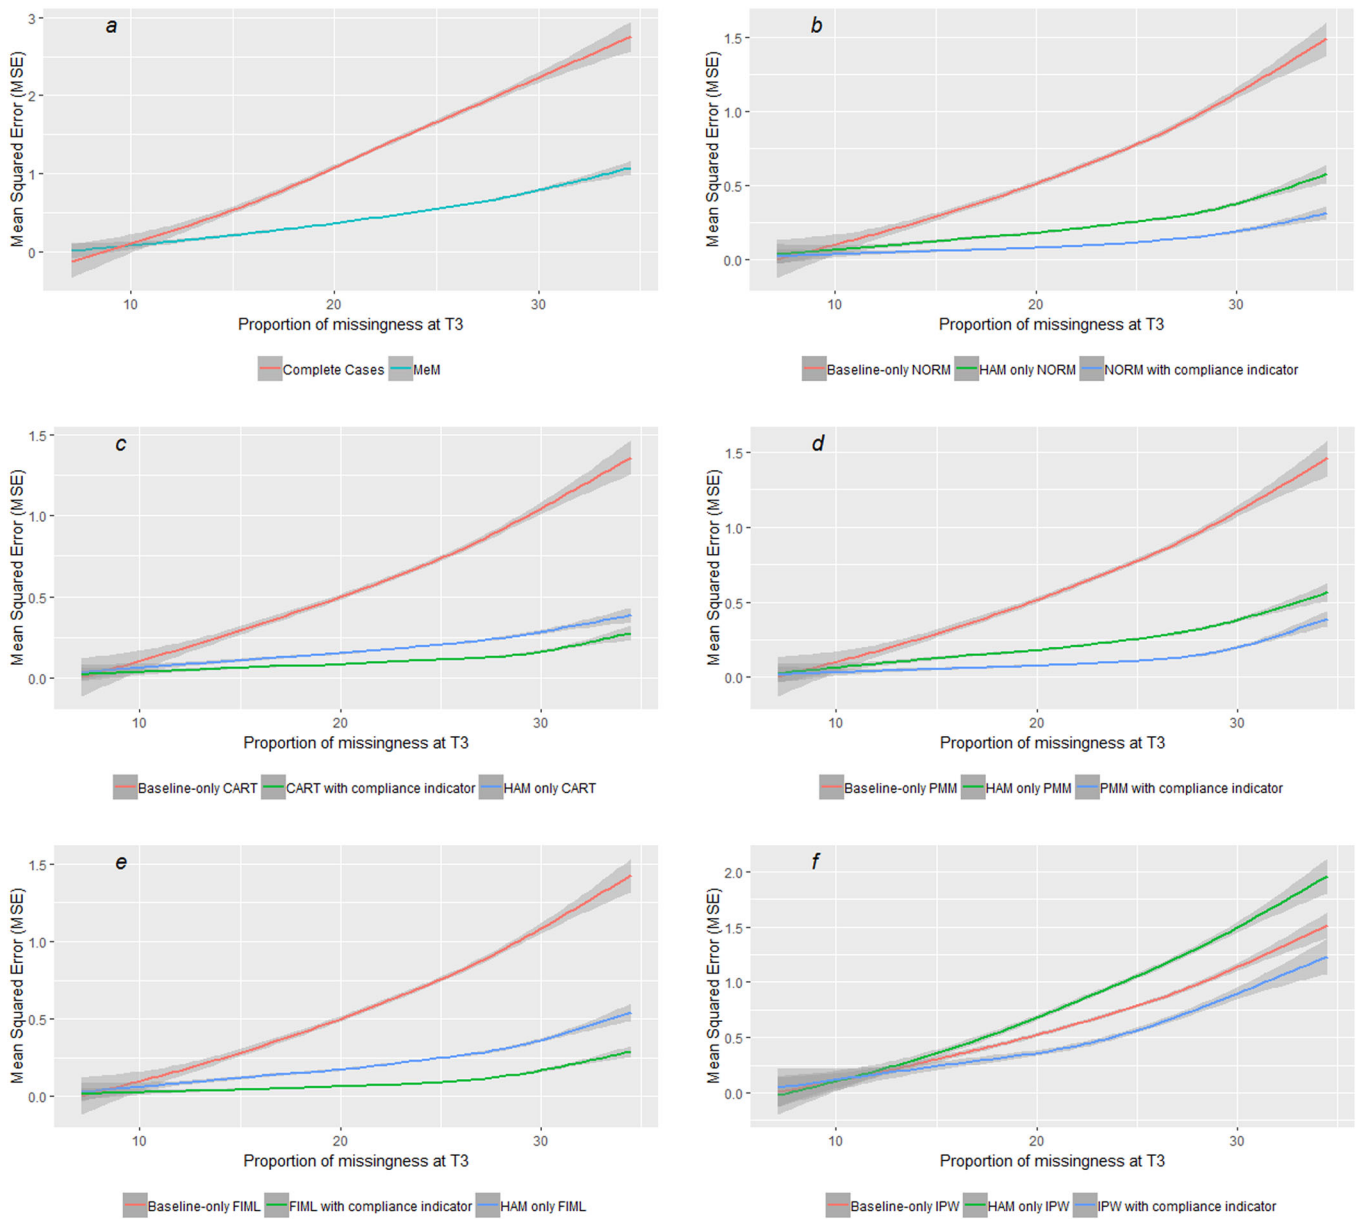 a
Mean Squared Error (MSE)
3
2
1
0
10 20 30
Proportion of missingness at T3
Complete Cases MeM
b
Mean Squared Error (MSE)
1.5
1.0
0.5
0.0
10 20 30
Proportion of missingness at T3
Baseline-only NORM HAM only NORM NORM with compliance indicator
c
Mean Squared Error (MSE)
1.5
1.0
0.5
0.0
10 20 30
Proportion of missingness at T3
Baseline-only CART CART with compliance indicator HAM only CART
d
Mean Squared Error (MSE)
1.5
1.0
0.5
0.0
10 20 30
Proportion of missingness at T3
Baseline-only PMM HAM only PMM PMM with compliance indicator
e
Mean Squared Error (MSE)
1.5
1.0
0.5
0.0
10 20 30
Proportion of missingness at T3
Baseline-only FIML FIML with compliance indicator HAM only FIML
f
Mean Squared Error (MSE)
2.0
1.5
1.0
0.5
0.0
10 20 30
Proportion of missingness at T3
Baseline-only IPW HAM only IPW IPW with compliance indicator